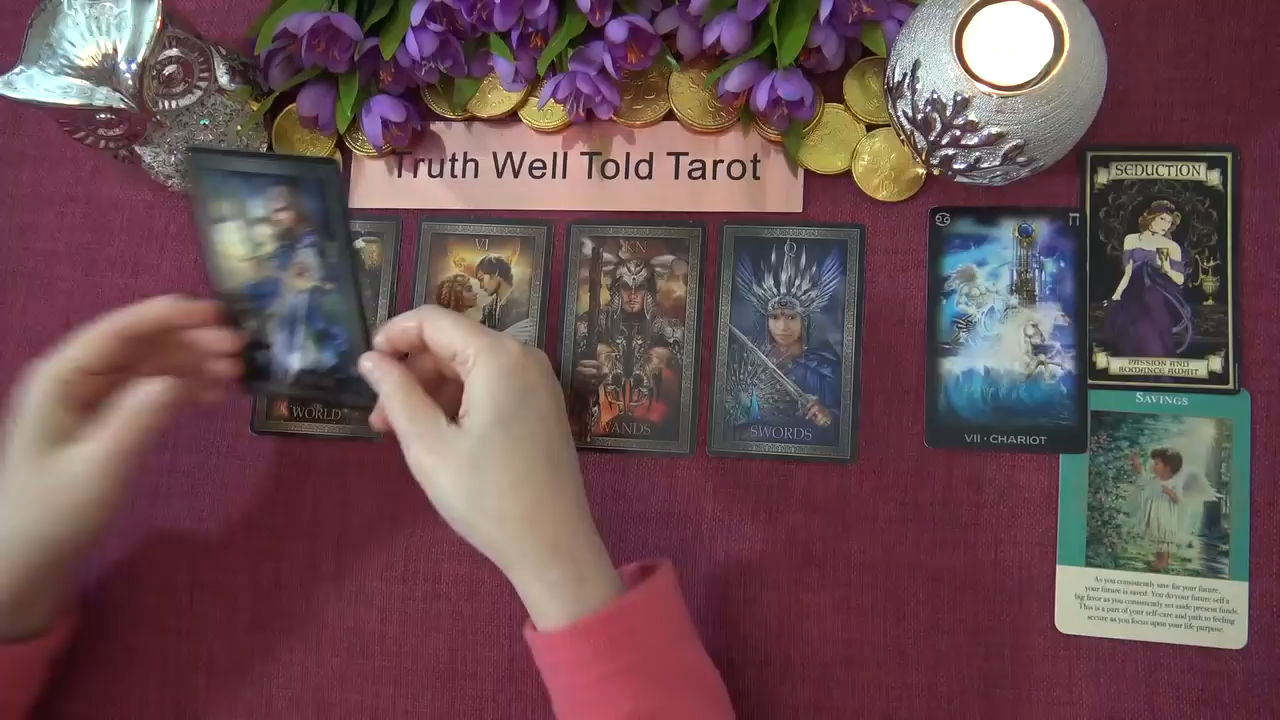 Truth Well Told Tarot
WORLD
VI
KN
WANDS
Q
SWORDS
VII · CHARIOT
SEDUCTION
PASSION AND
ROMANCE AWAIT
SAVINGS
As you consistently save for your future,
your future is saved. You do your future self a
big favor as you consistently set aside present funds.
This is a part of your self-care and path to feeling
secure as you focus upon your life purpose.